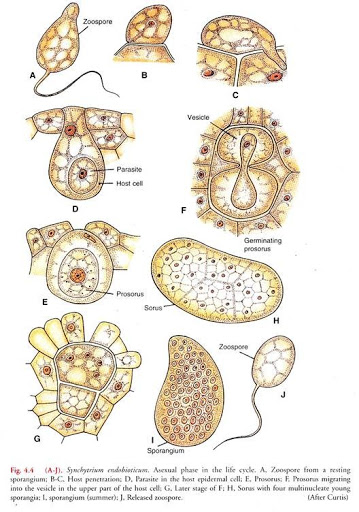 Zoospore
A
B
C
Vesicle
Parasite
Host cell
D
F
Germinating
prosorus
Prosorus
E
Sorus
H
Zoospore
J
G
I
Sporangium
Fig. 4.4 (A-J). Synchytrium endobioticum. Asexual phase in the life cycle. A, Zoospore from a resting
sporangium; B-C, Host penetration; D, Parasite in the host epidermal cell; E, Prosorus; F, Prosorus migrating
into the vesicle in the upper part of the host cell; G, Later stage of F; H, Sorus with four multinucleate young
sporangia; I, sporangium (summer); J, Released zoospore. (After Curtis)